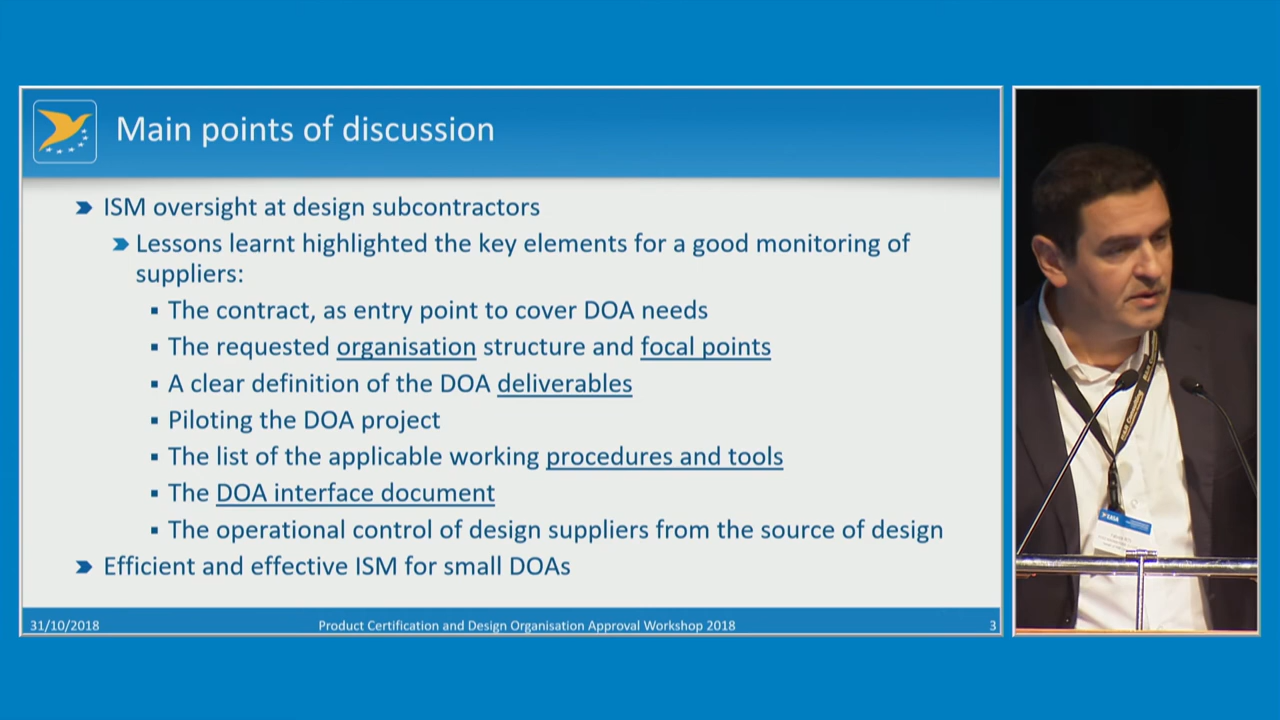 Main points of discussion
ISM oversight at design subcontractors
Lessons learnt highlighted the key elements for a good monitoring of
suppliers:
The contract, as entry point to cover DOA needs
The requested organisation structure and focal points
A clear definition of the DOA deliverables
Piloting the DOA project
The list of the applicable working procedures and tools
The DOA interface document
The operational control of design suppliers from the source of design
Efficient and effective ISM for small DOAs
31/10/2018
Product Certification and Design Organisation Approval Workshop 2018
3
EASA